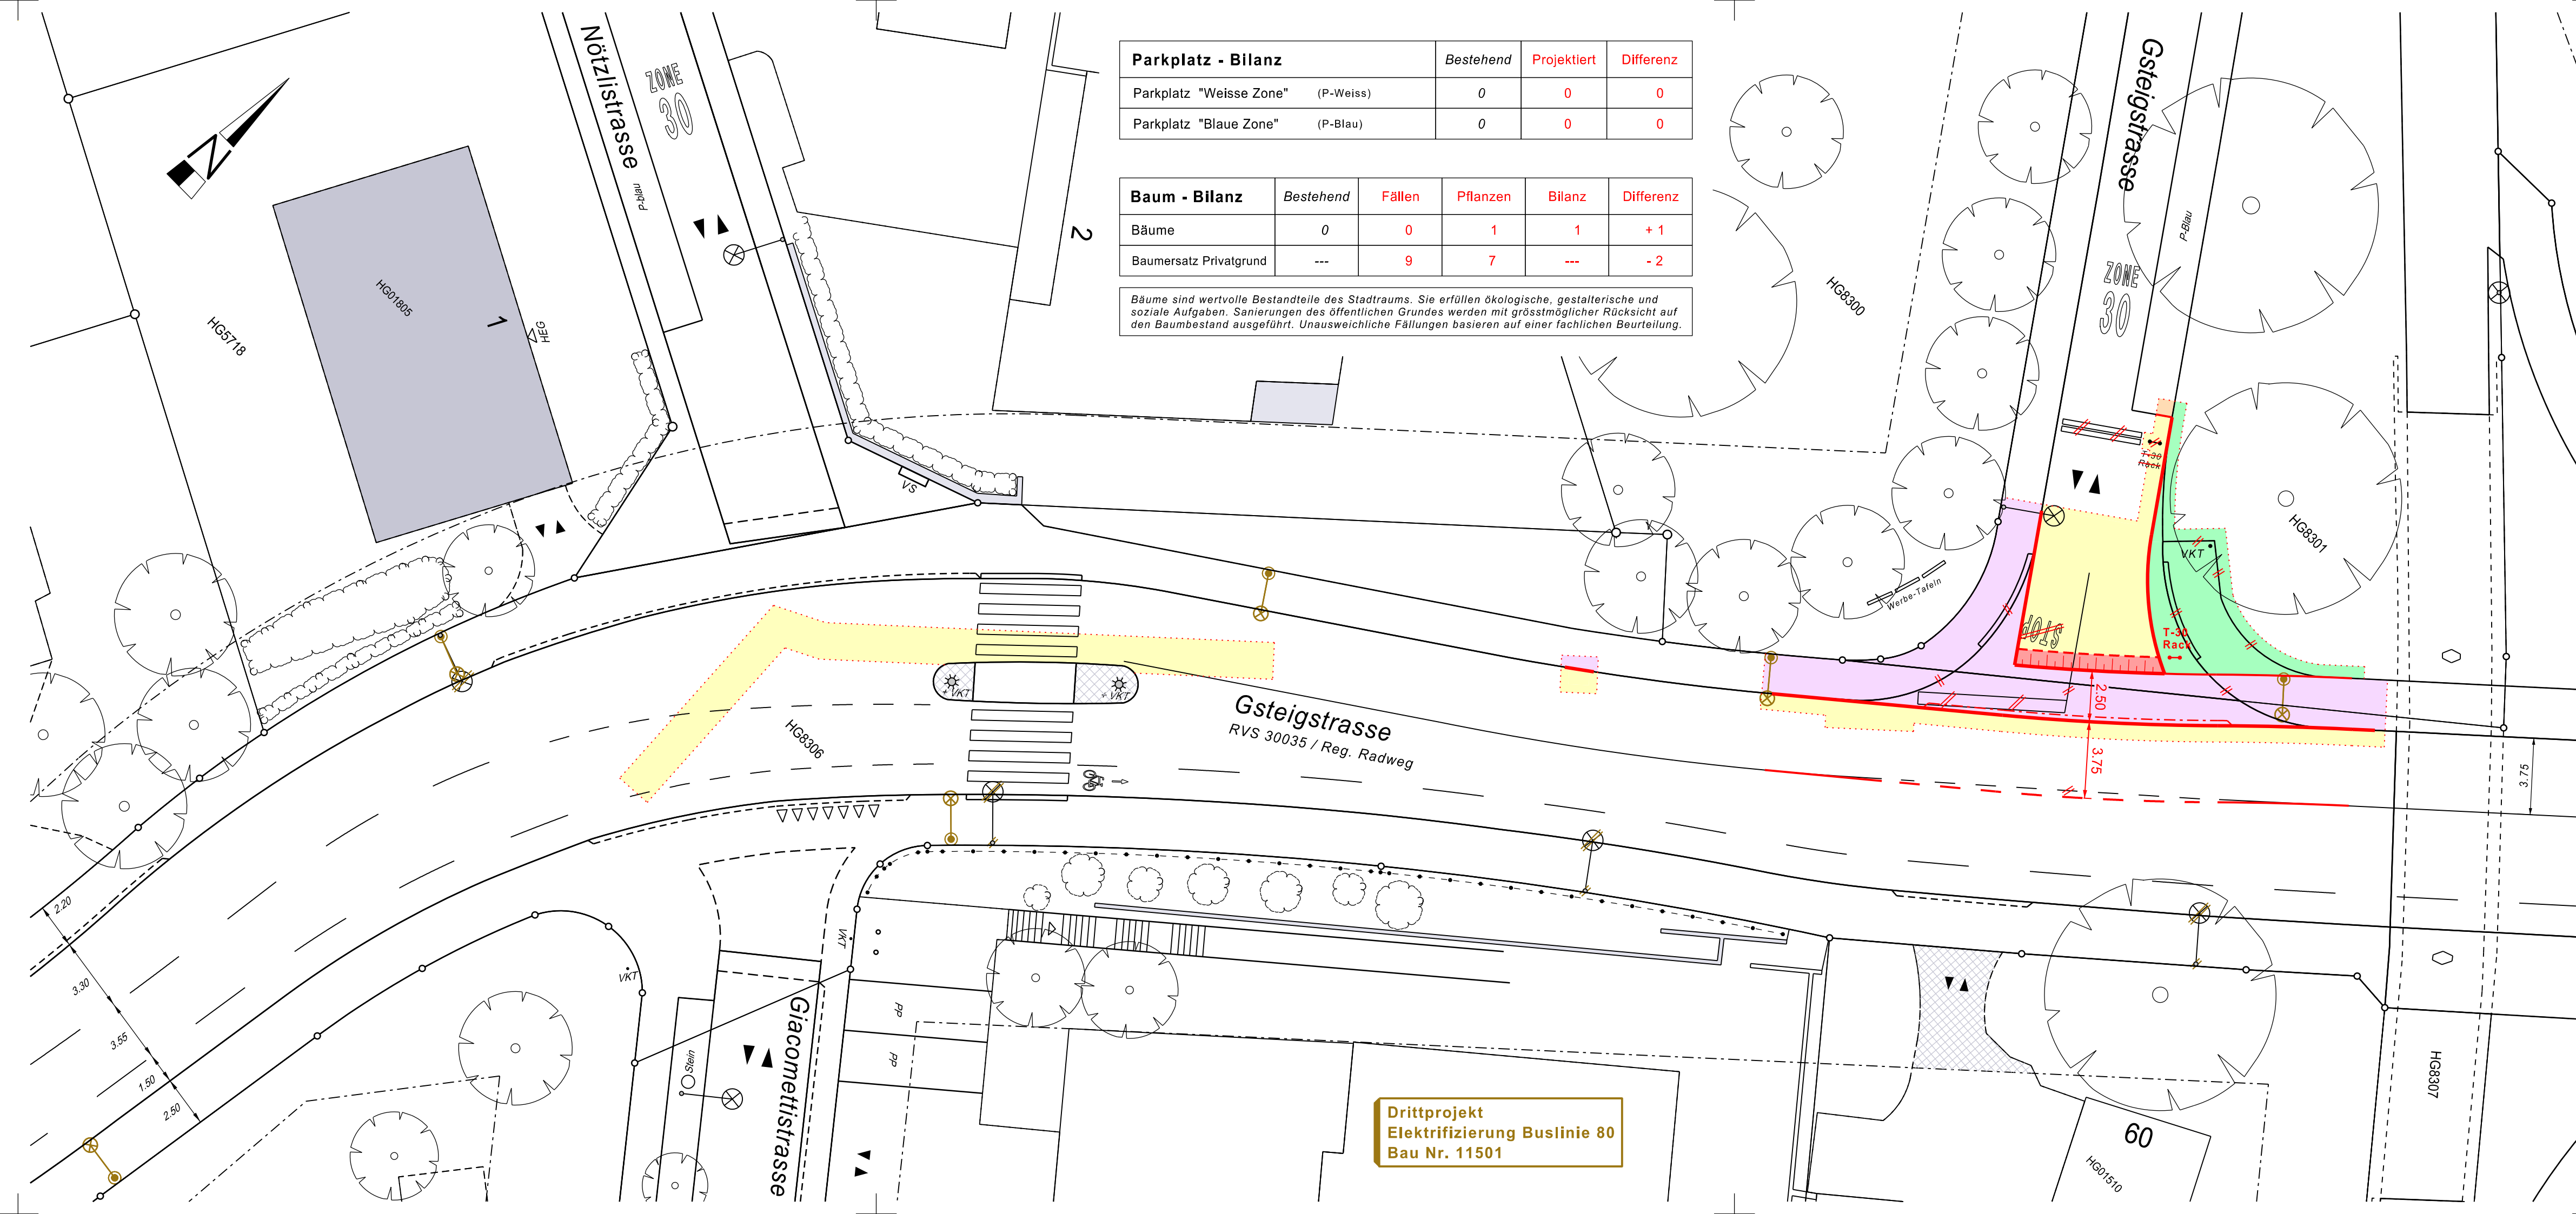 Parkplatz - Bilanz Bestehend Projektiert Differenz
Parkplatz "Weisse Zone" (P-Weiss) 0 0 0
Parkplatz "Blaue Zone" (P-Blau) 0 0 0
Baum - Bilanz Bestehend Fällen Pflanzen Bilanz Differenz
Bäume 0 0 1 1 + 1
Baumersatz Privatgrund --- 9 7 --- - 2
Bäume sind wertvolle Bestandteile des Stadtraums. Sie erfüllen ökologische, gestalterische und
soziale Aufgaben. Sanierungen des öffentlichen Grundes werden mit grösstmöglicher Rücksicht auf
den Baumbestand ausgeführt. Unausweichliche Fällungen basieren auf einer fachlichen Beurteilung.
Nötzlistrasse
ZONE
30
P-blau
N
HG5718
HG01805
1
HEG
2
VS
HG8300
Gsteigstrasse
P-Blau
ZONE
30
T-30
Rack
HG8301
VKT
Werbe-Tafeln
STOP
T-30
Rack
2.50
3.75
3.75
+ VKT
+ VKT
HG8306
Gsteigstrasse
RVS 30035 / Reg. Radweg
2.20
3.30
3.55
1.50
2.50
VKT
VKT
Stein
Giacomettistrasse
PP
PP
Drittprojekt
Elektrifizierung Buslinie 80
Bau Nr. 11501
60
HG01510
HG8307